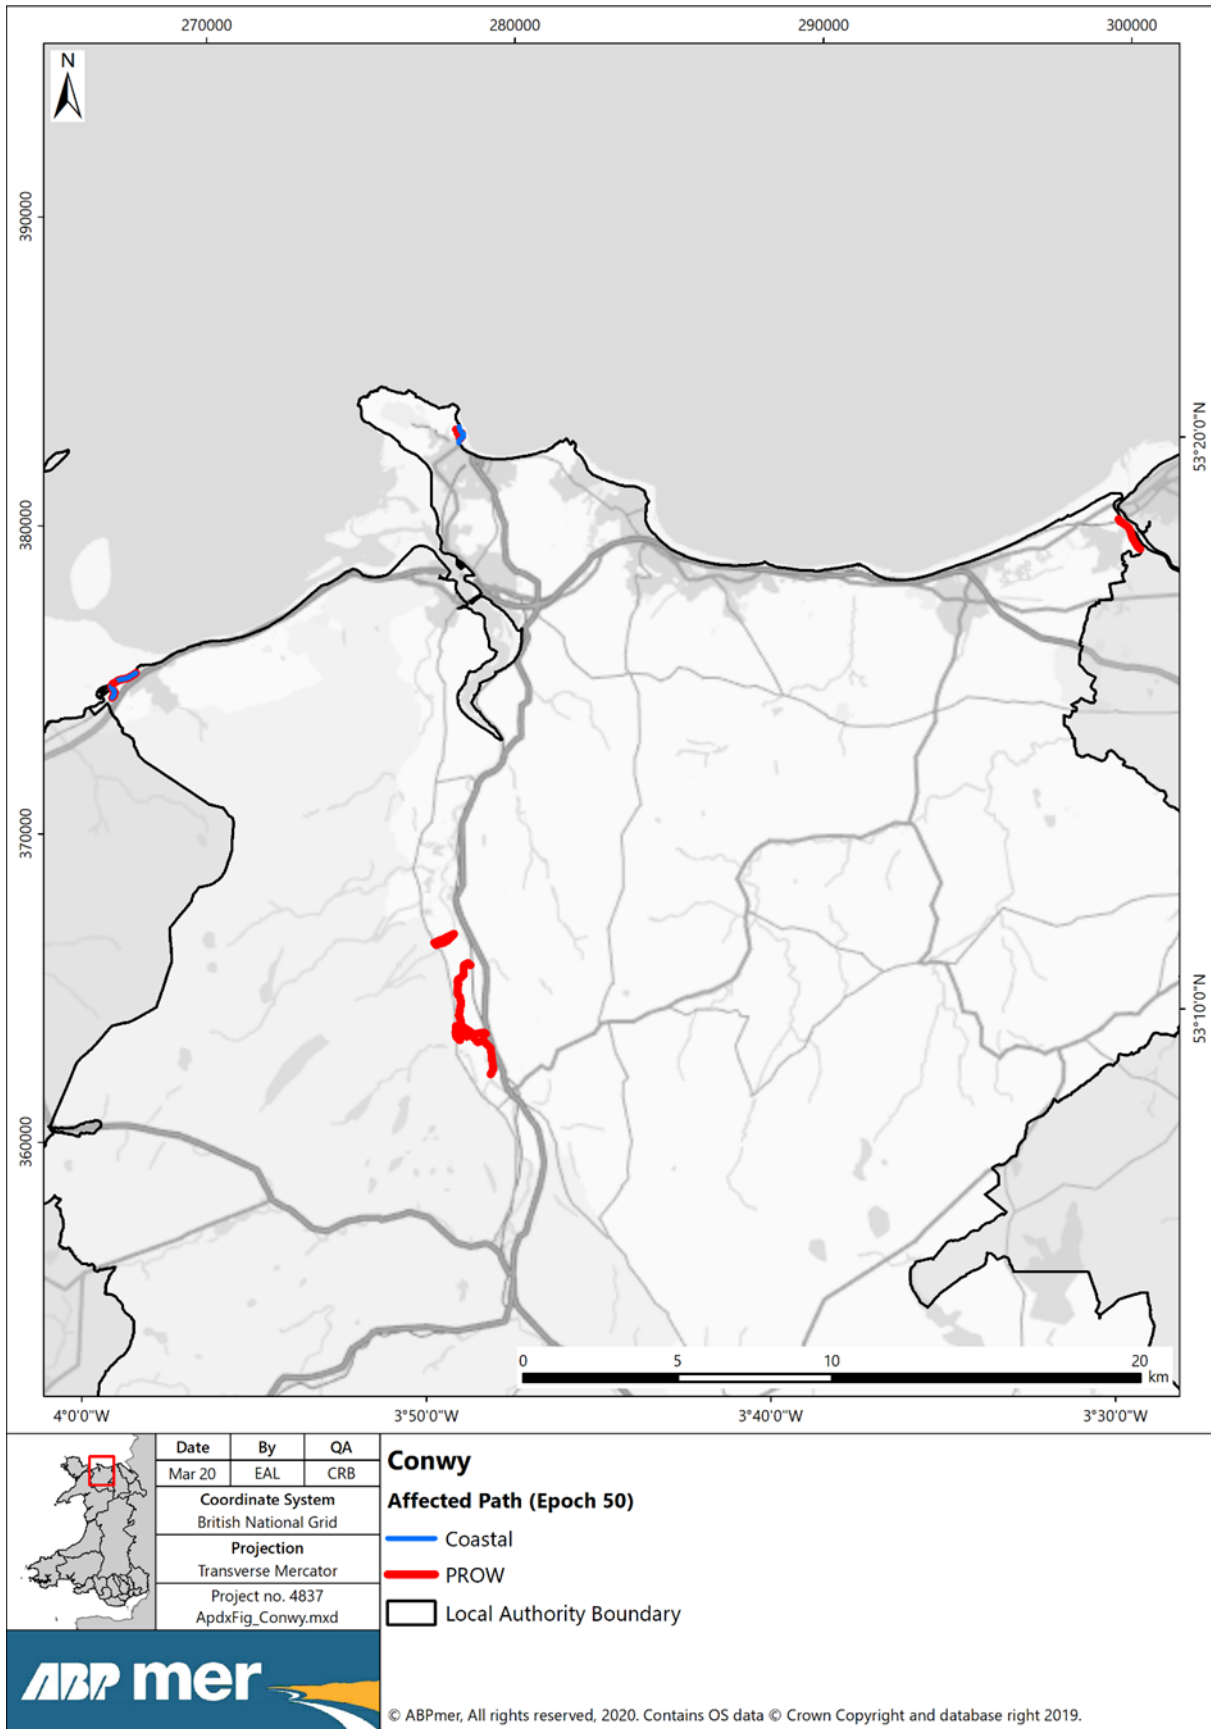 270000
280000
290000
300000
N
390000
380000
370000
360000
53°20'0"N
53°10'0"N
0
5
10
20
km
4°0'0"W
3°50'0"W
3°40'0"W
3°30'0"W
Date By QA
Mar 20 EAL CRB
Coordinate System
British National Grid
Projection
Transverse Mercator
Project no. 4837
ApdxFig_Conwy.mxd
ABPmer
Conwy
Affected Path (Epoch 50)
Coastal
PROW
Local Authority Boundary
© ABPmer, All rights reserved, 2020. Contains OS data © Crown Copyright and database right 2019.